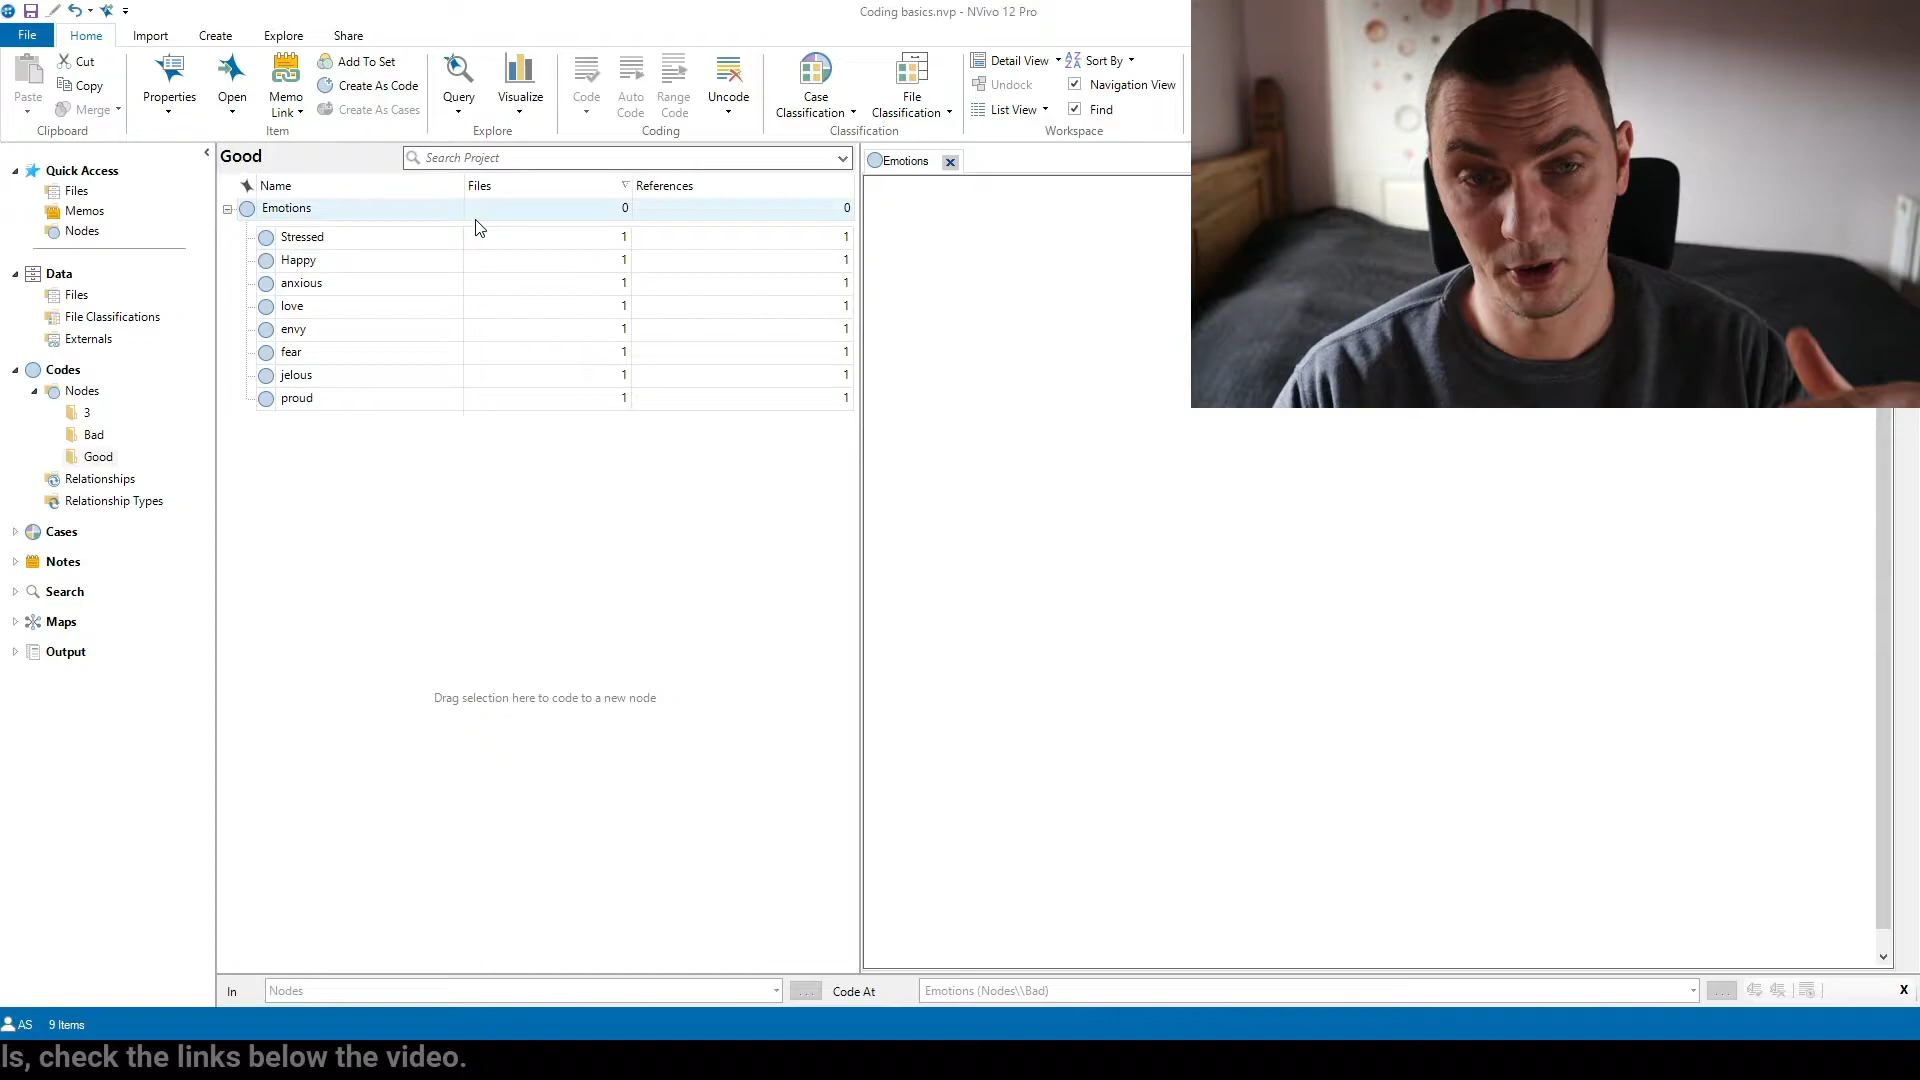 Coding basics.nvp - NVivo 12 Pro
File Home Import Create Explore Share
Paste Cut Copy Merge
Clipboard
Properties Open Memo Link Add To Set Create As Code Create As Cases
Item
Query Visualize
Explore
Code Auto Code Range Code Uncode
Coding
Case Classification File Classification
Classification
Detail View Sort By
Undock Navigation View
List View Find
Workspace
Quick Access
Files
Memos
Nodes
Data
Files
File Classifications
Externals
Codes
Nodes
3
Bad
Good
Relationships
Relationship Types
Cases
Notes
Search
Maps
Output
Good Search Project
Name Files References
Emotions 0 0
Stressed 1 1
Happy 1 1
anxious 1 1
love 1 1
envy 1 1
fear 1 1
jelous 1 1
proud 1 1
Drag selection here to code to a new node
Emotions x
In Nodes ... Code At Emotions (Nodes\\Bad) ... X
AS 9 Items
ls, check the links below the video.